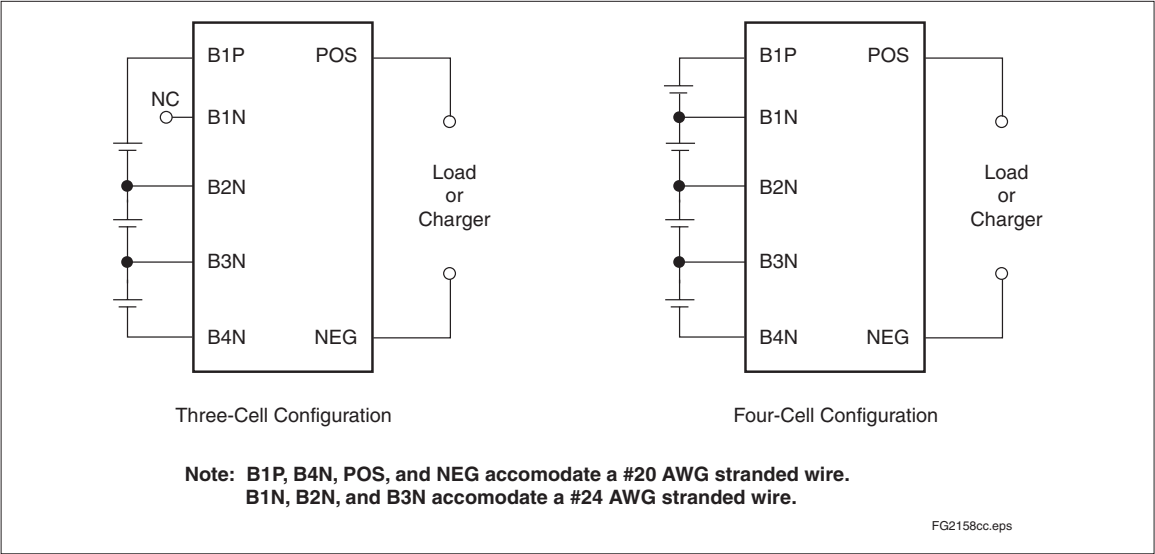 B1P POS
NC
B1N
B2N
Load
or
Charger
B3N
B4N NEG
Three-Cell Configuration
B1P POS
B1N
B2N
Load
or
Charger
B3N
B4N NEG
Four-Cell Configuration
Note: B1P, B4N, POS, and NEG accomodate a #20 AWG stranded wire.
B1N, B2N, and B3N accomodate a #24 AWG stranded wire.
FG2158cc.eps